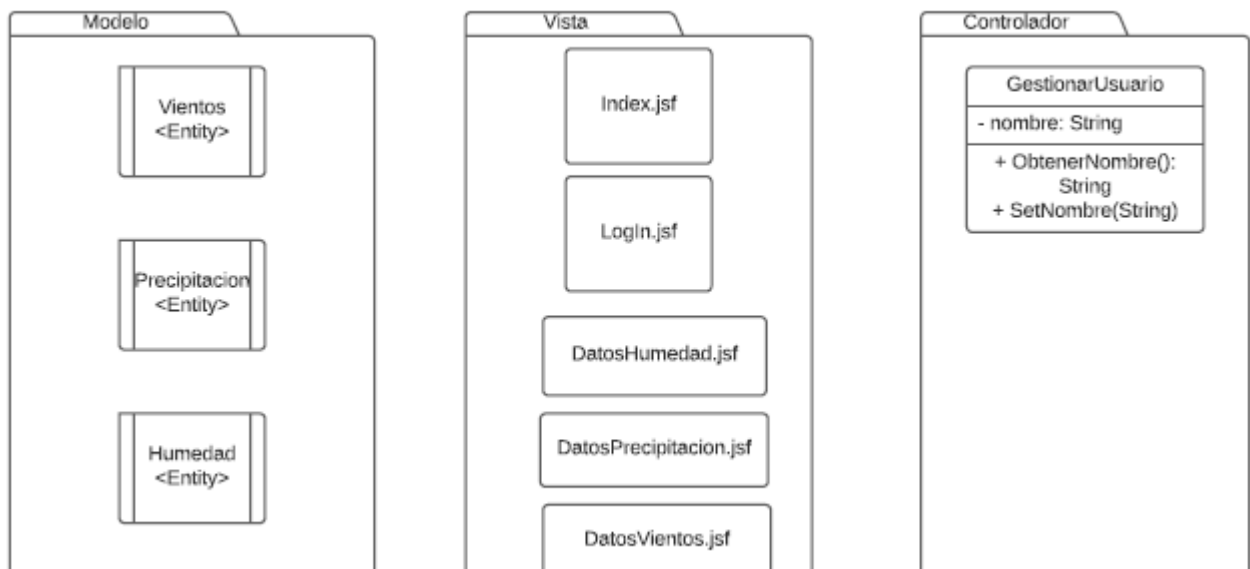 Modelo
Vientos
<Entity>
Precipitacion
<Entity>
Humedad
<Entity>
Vista
Index.jsf
LogIn.jsf
DatosHumedad.jsf
DatosPrecipitacion.jsf
DatosVientos.jsf
Controlador
GestionarUsuario
- nombre: String
+ ObtenerNombre():
String
+ SetNombre(String)